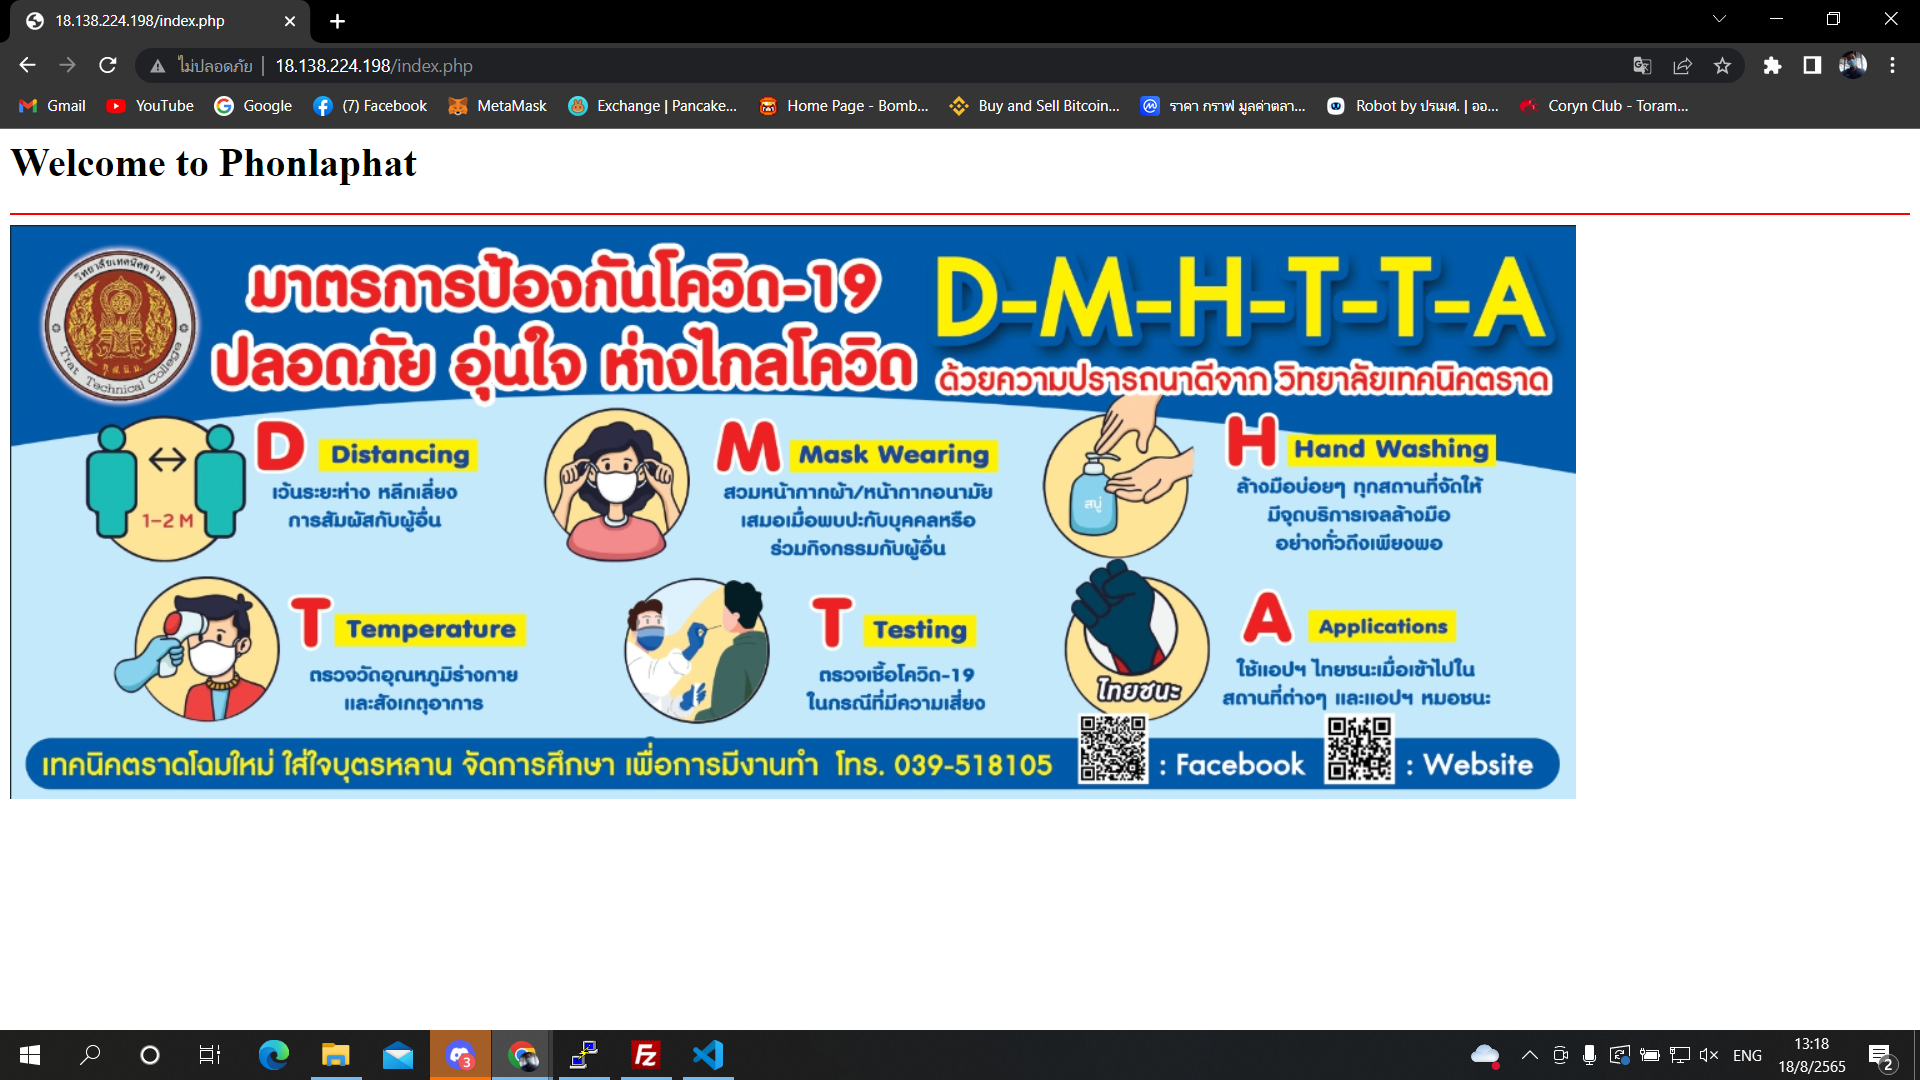 18.138.224.198/index.php
ไม่ปลอดภัย | 18.138.224.198/index.php
Gmail YouTube Google (7) Facebook MetaMask Exchange | Pancake... Home Page - Bomb... Buy and Sell Bitcoin... ราคา กราฟ มูลค่าตลา... Robot by ปรเมศ. | ออ... Coryn Club - Toram...
Welcome to Phonlaphat
วิทยาลัยเทคนิคตราด
Trat Technical College
มาตรการป้องกันโควิด-19
ปลอดภัย อุ่นใจ ห่างไกลโควิด
D-M-H-T-T-A
ด้วยความปรารถนาดีจาก วิทยาลัยเทคนิคตราด
1-2 M
D Distancing
เว้นระยะห่าง หลีกเลี่ยง
การสัมผัสกับผู้อื่น
M Mask Wearing
สวมหน้ากากผ้า/หน้ากากอนามัย
เสมอเมื่อพบปะกับบุคคลหรือ
ร่วมกิจกรรมกับผู้อื่น
สบู่
H Hand Washing
ล้างมือบ่อยๆ ทุกสถานที่จัดให้
มีจุดบริการเจลล้างมือ
อย่างทั่วถึงเพียงพอ
T Temperature
ตรวจวัดอุณหภูมิร่างกาย
และสังเกตุอาการ
T Testing
ตรวจเชื้อโควิด-19
ในกรณีที่มีความเสี่ยง
ไทยชนะ
A Applications
ใช้แอปฯ ไทยชนะเมื่อเข้าไปใน
สถานที่ต่างๆ และแอปฯ หมอชนะ
เทคนิคตราดโฉมใหม่ ใส่ใจบุตรหลาน จัดการศึกษา เพื่อการมีงานทำ โทร. 039-518105 : Facebook : Website
3
ENG
13:18
18/8/2565
2